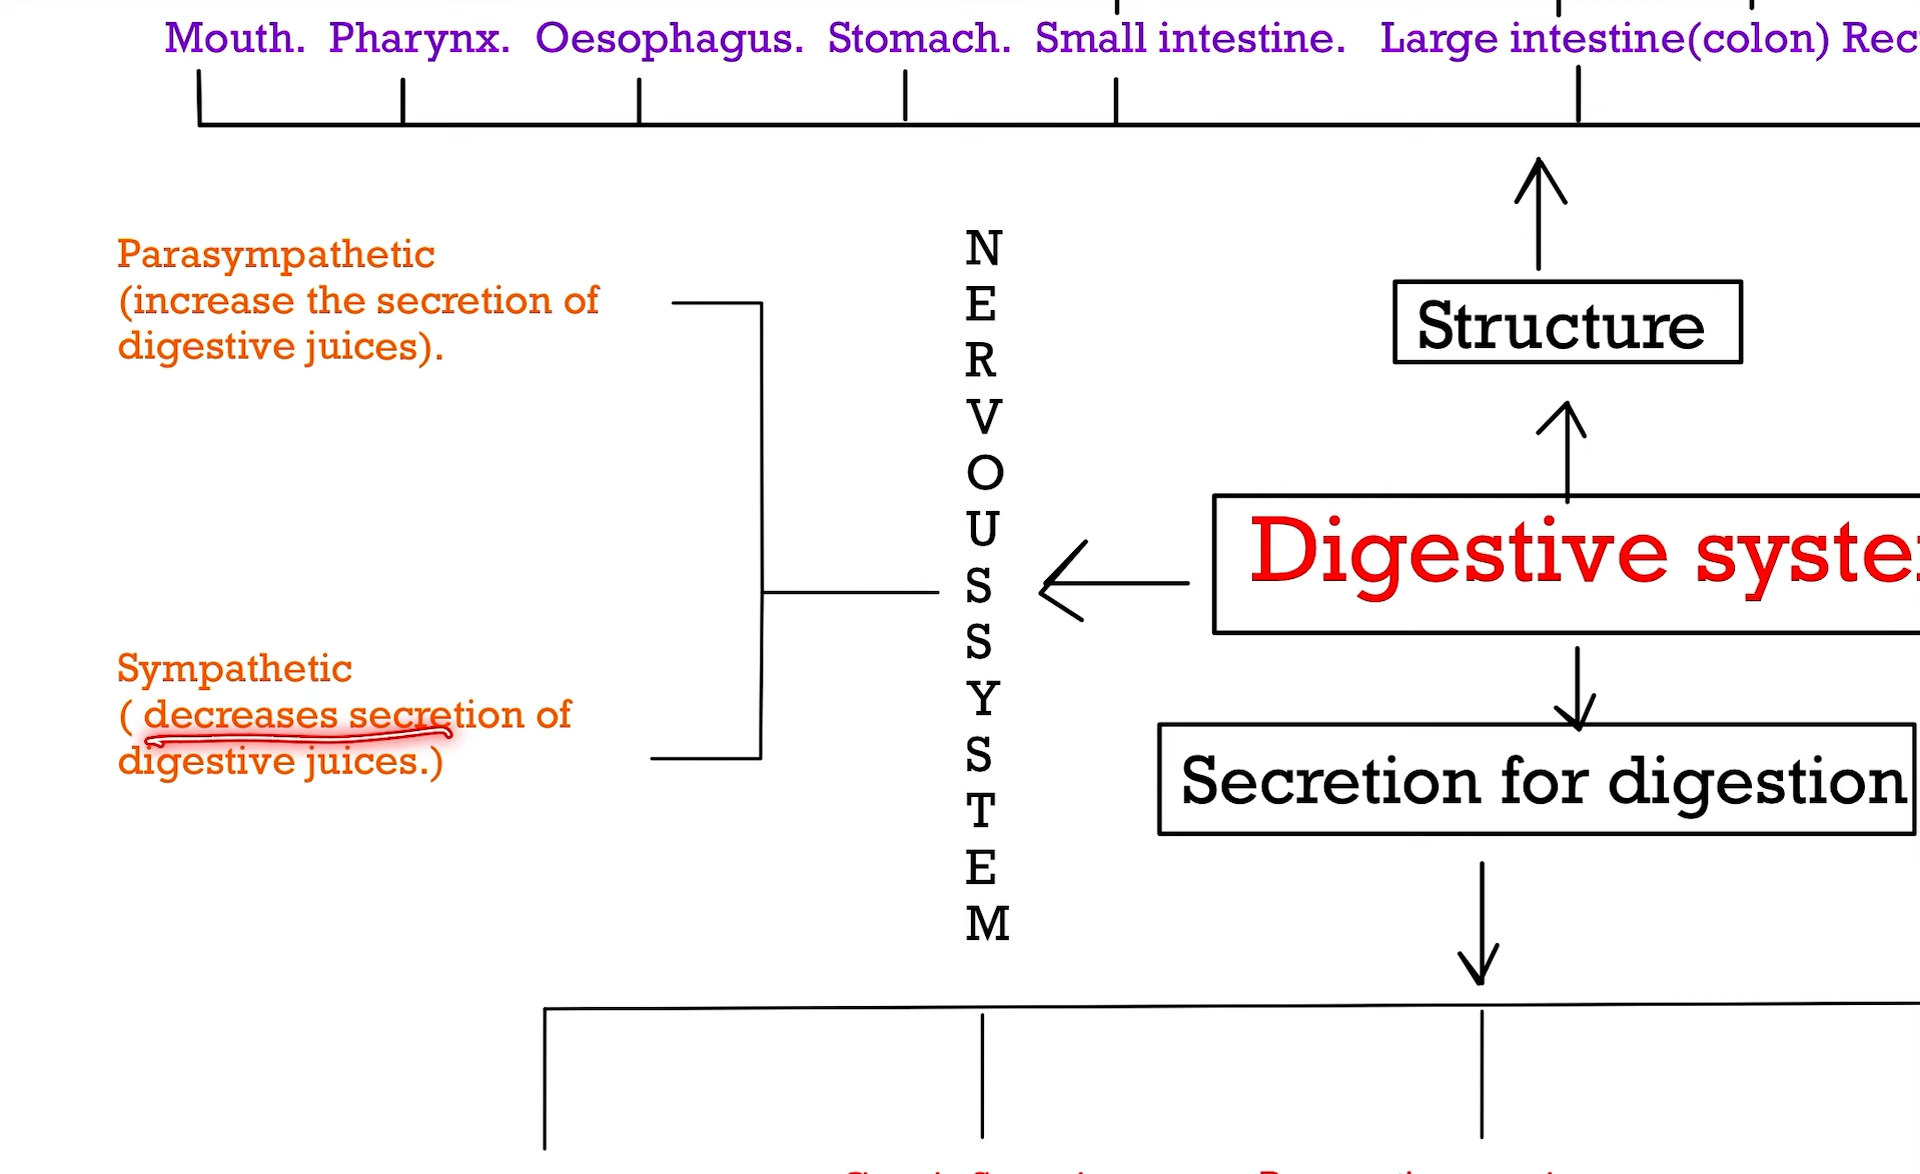 Mouth. Pharynx. Oesophagus. Stomach. Small intestine. Large intestine(colon)
Parasympathetic
(increase the secretion of
digestive juices).
NERVOUS SYSTEM
Structure
Digestive
Sympathetic
( decreases secretion of
digestive juices.)
Secretion for digestion